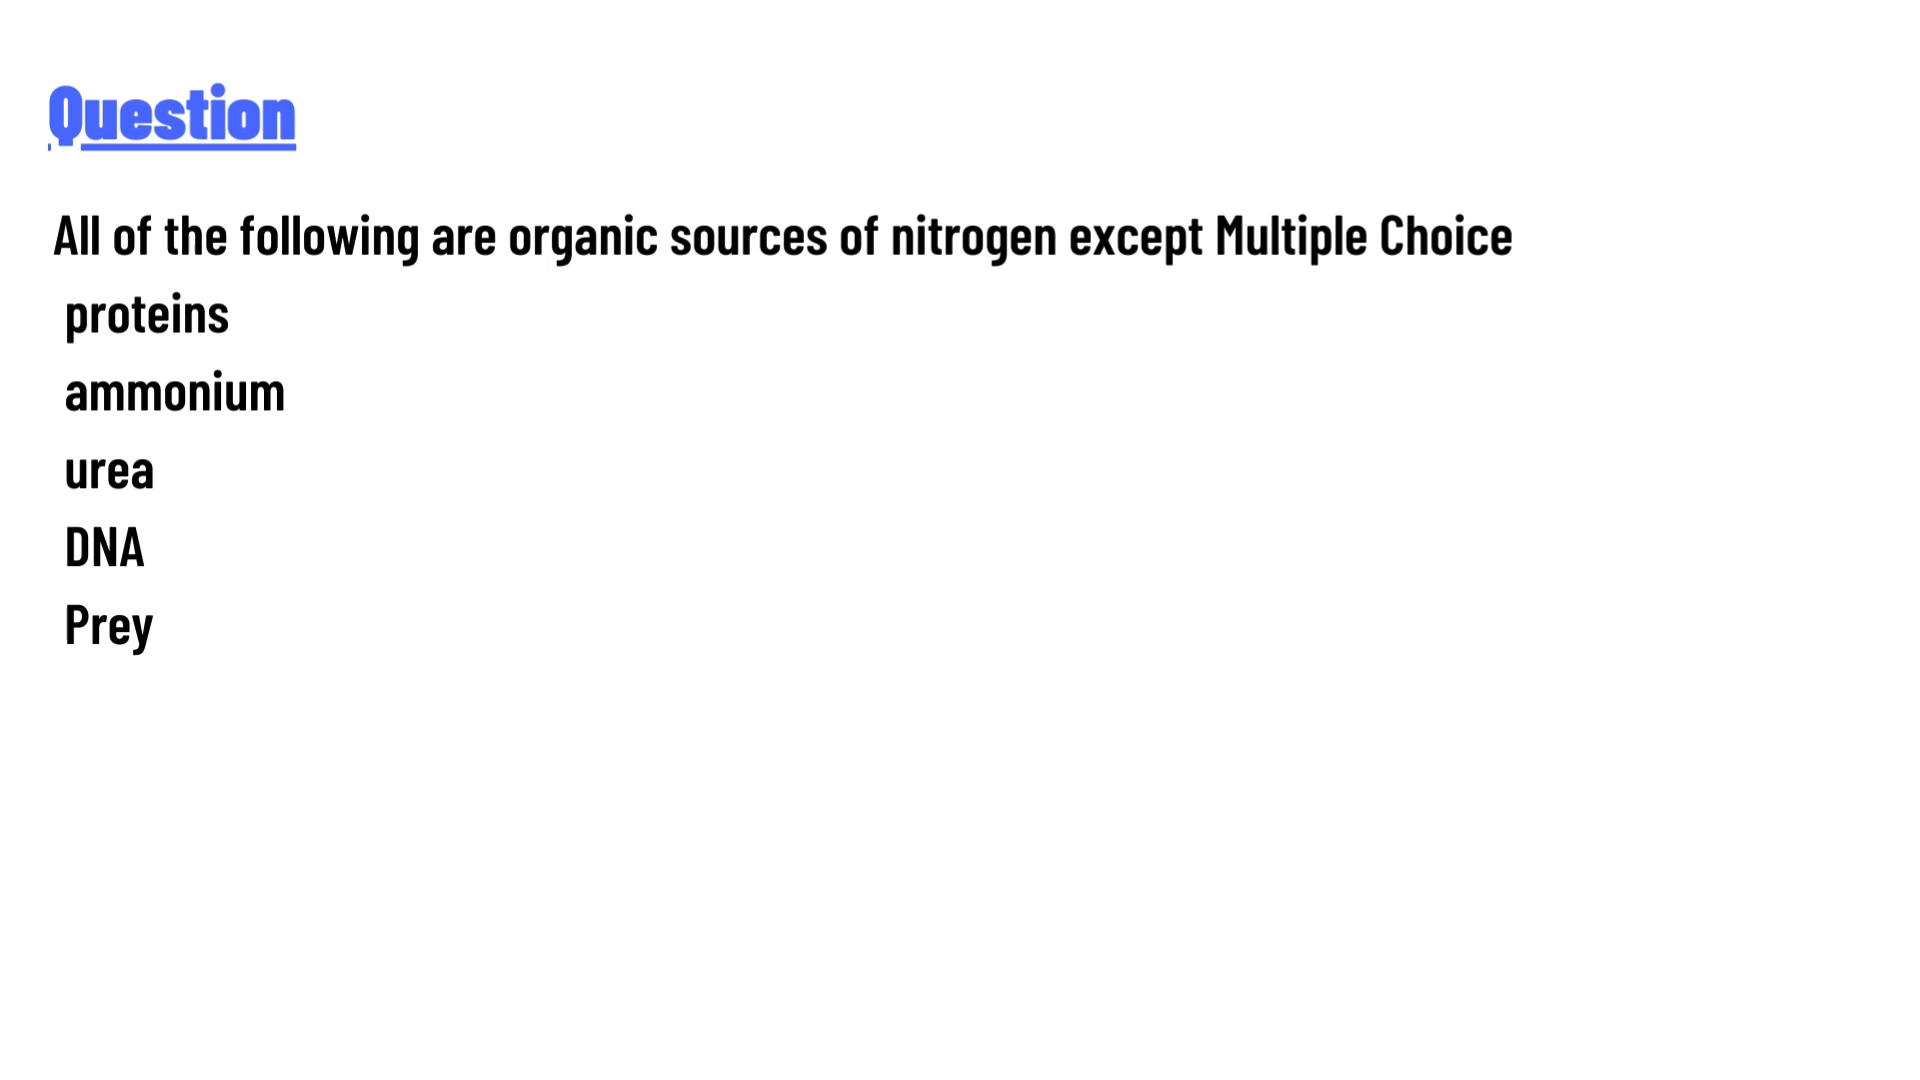 Question
All of the following are organic sources of nitrogen except Multiple Choice
proteins
ammonium
urea
DNA
Prey